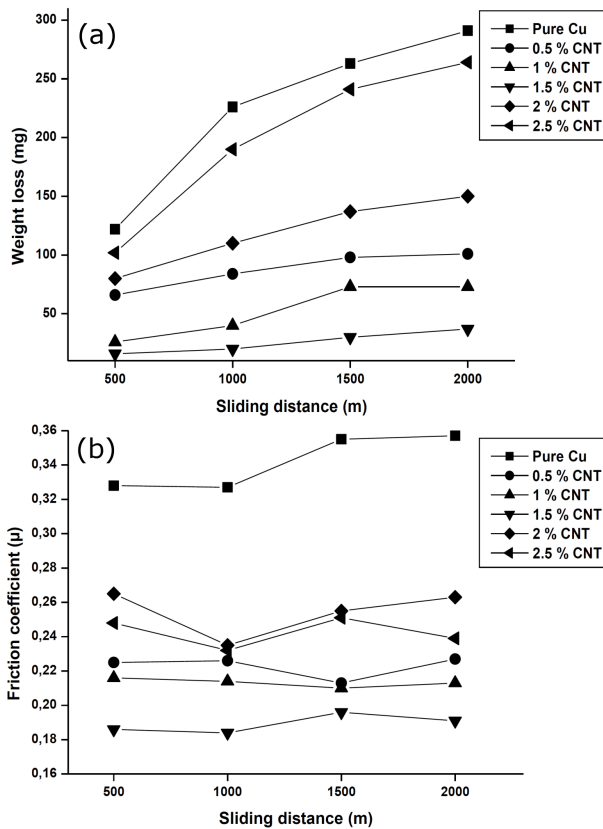 (a)
300
250
200
150
100
50
Weight loss (mg)
500 1000 1500 2000
Sliding distance (m)
Pure Cu
0.5 % CNT
1 % CNT
1.5 % CNT
2 % CNT
2.5 % CNT
(b)
0,36
0,34
0,32
0,30
0,28
0,26
0,24
0,22
0,20
0,18
0,16
Friction coefficient (µ)
500 1000 1500 2000
Sliding distance (m)
Pure Cu
0.5 % CNT
1 % CNT
1.5 % CNT
2 % CNT
2.5 % CNT